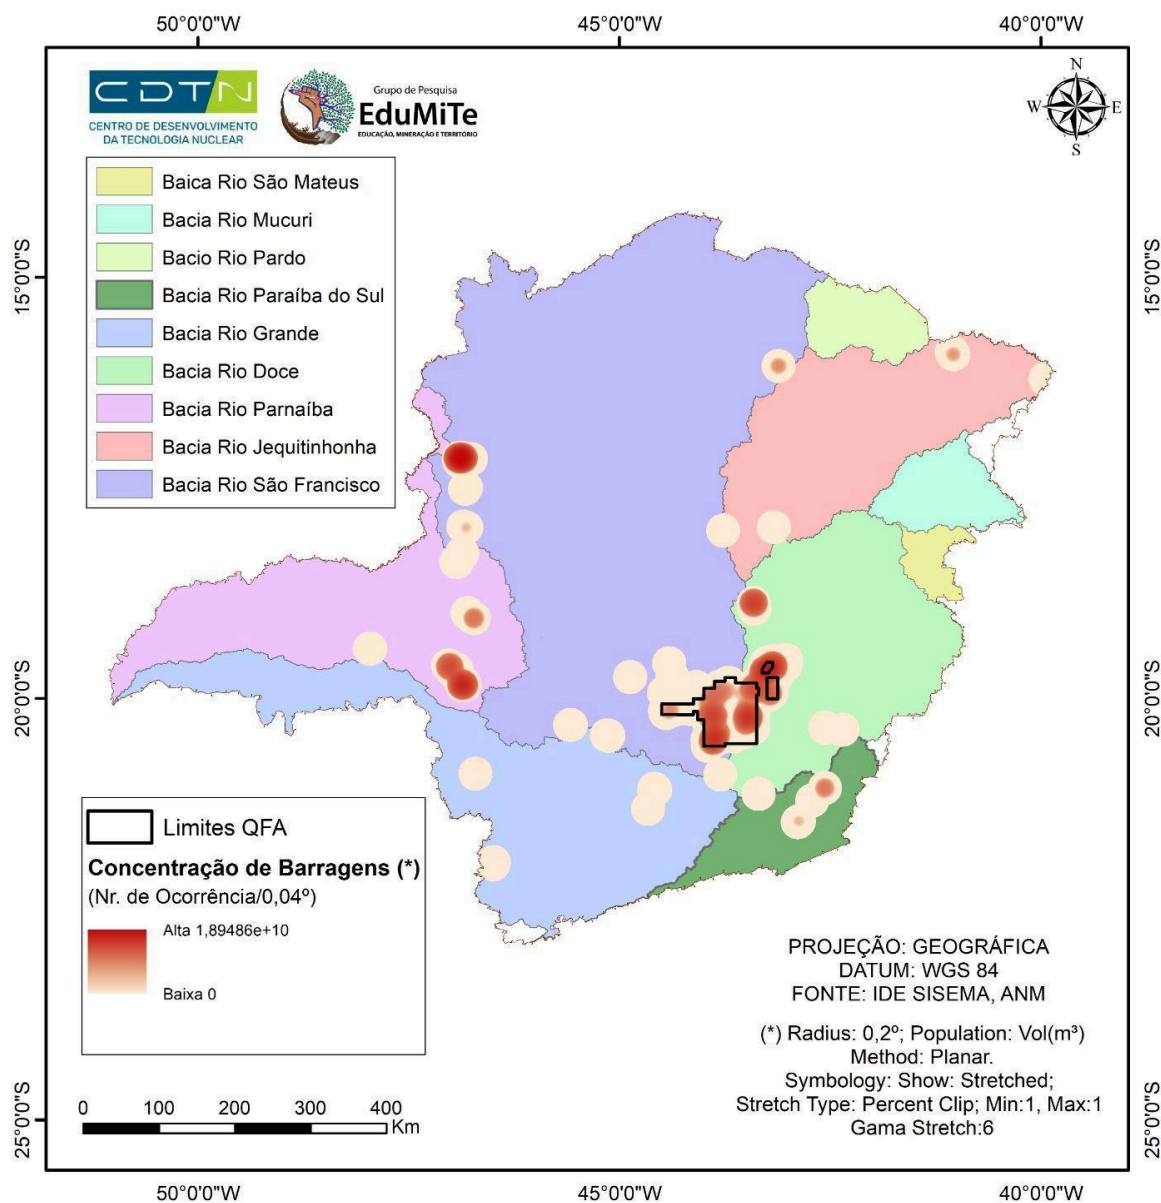 50°0'0"W 45°0'0"W 40°0'0"W
CDTN
CENTRO DE DESENVOLVIMENTO
DA TECNOLOGIA NUCLEAR
Grupo de Pesquisa
EduMiTe
EDUCAÇÃO, MINERAÇÃO E TERRITÓRIO
N
W E
S
Baica Rio São Mateus
Bacia Rio Mucuri
Bacio Rio Pardo
Bacia Rio Paraíba do Sul
Bacia Rio Grande
Bacia Rio Doce
Bacia Rio Parnaíba
Bacia Rio Jequitinhonha
Bacia Rio São Francisco
15°0'0"S 15°0'0"S
20°0'0"S 20°0'0"S
Limites QFA
Concentração de Barragens (*)
(Nr. de Ocorrência/0,04º)
Alta 1,89486e+10
Baixa 0
PROJEÇÃO: GEOGRÁFICA
DATUM: WGS 84
FONTE: IDE SISEMA, ANM
(*) Radius: 0,2º; Population: Vol(m³)
Method: Planar.
Symbology: Show: Stretched;
Stretch Type: Percent Clip; Min:1, Max:1
Gama Stretch:6
0 100 200 300 400
Km
25°0'0"S 25°0'0"S
50°0'0"W 45°0'0"W 40°0'0"W